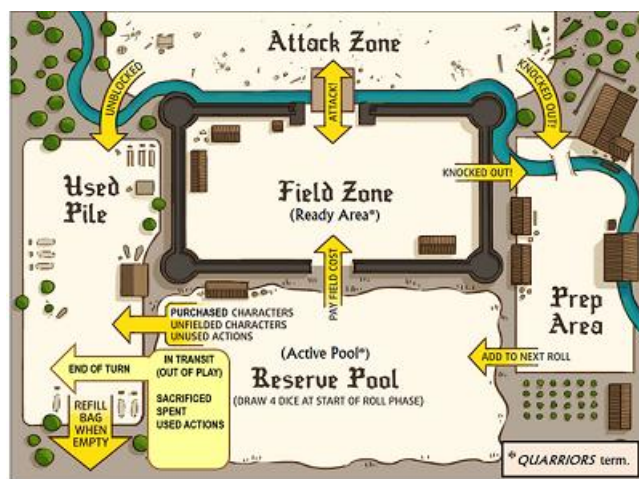 Attack Zone
UNBLOCKED
ATTACK!
KNOCKED OUT!
Used
Pile
Field Zone
(Ready Area*)
KNOCKED OUT!
PAY FIELD COST
Prep
Area
PURCHASED CHARACTERS
UNFIELDED CHARACTERS
UNUSED ACTIONS
(Active Pool*)
Reserve Pool
(DRAW 4 DICE AT START OF ROLL PHASE)
ADD TO NEXT ROLL
END OF TURN
IN TRANSIT
(OUT OF PLAY)
SACRIFICED
SPENT
USED ACTIONS
REFILL
BAG
WHEN
EMPTY
* QUARRIORS term.